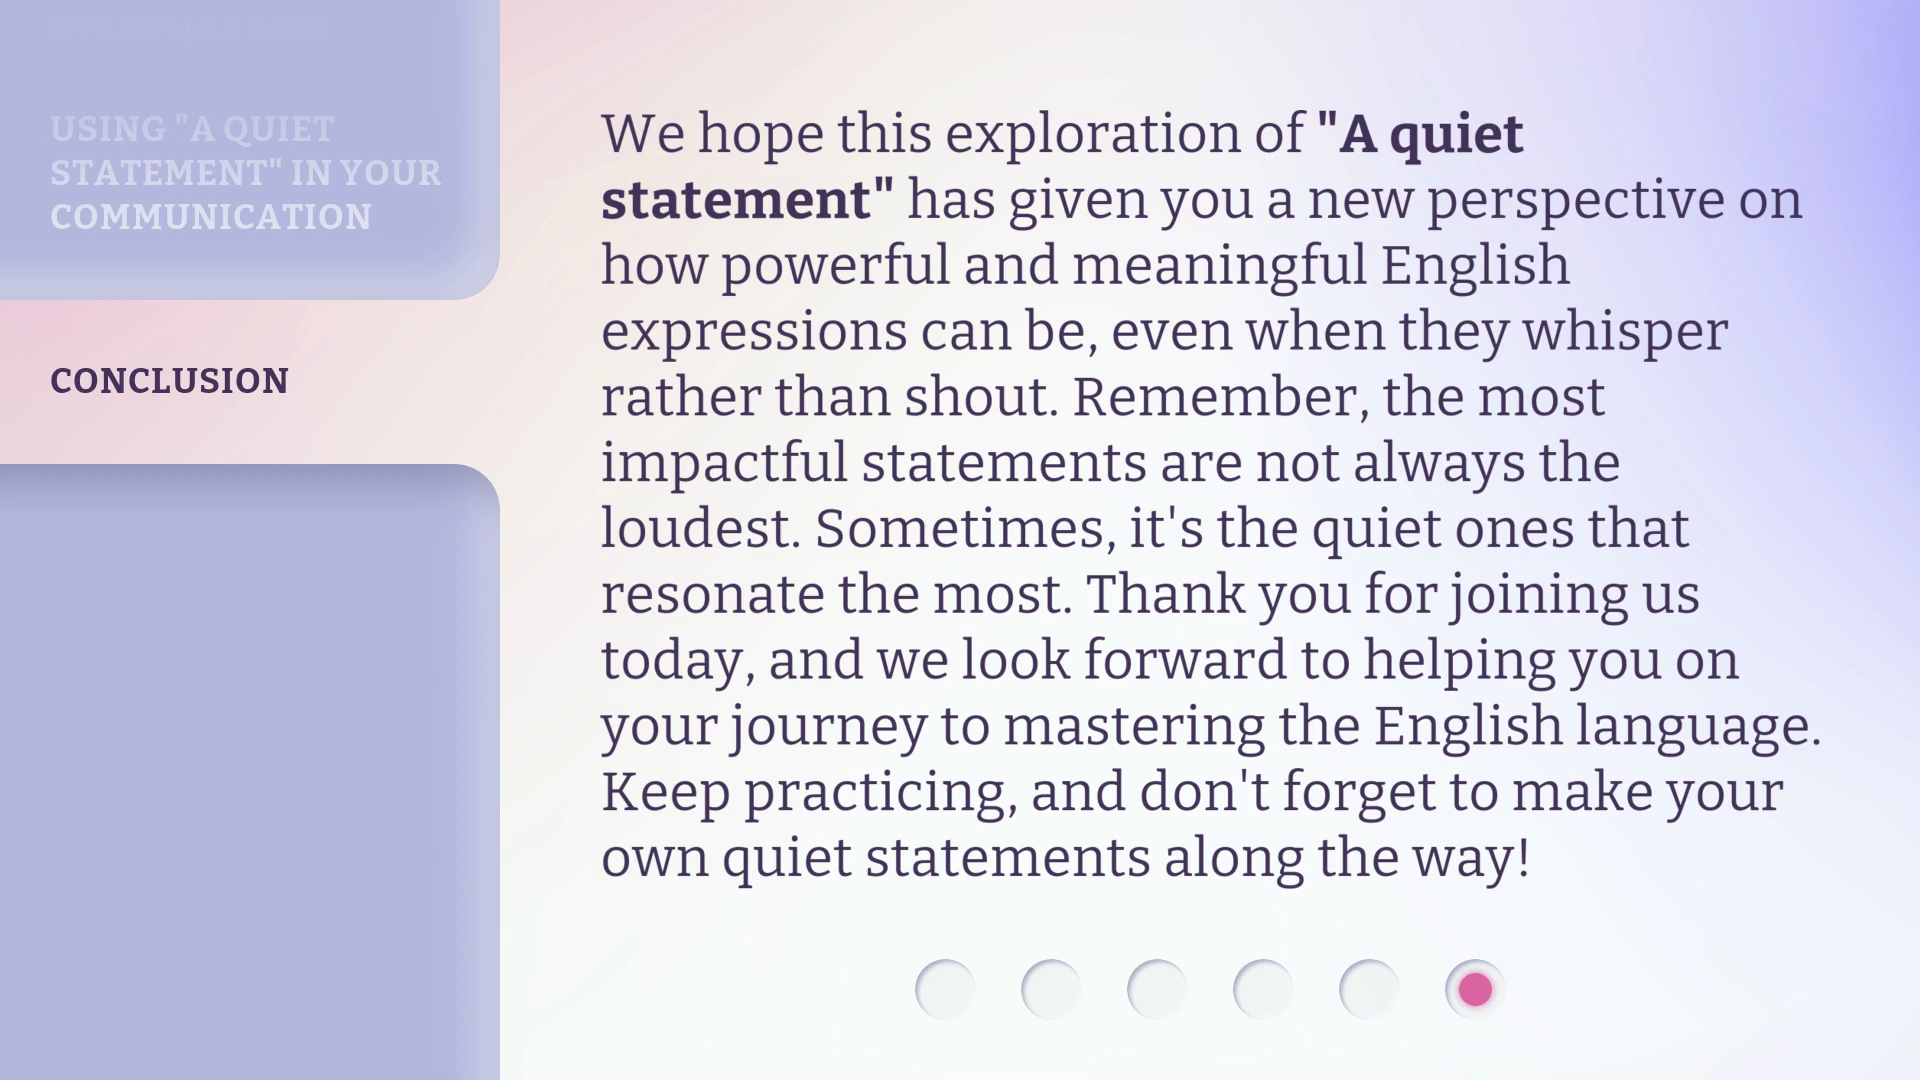 EVERYDAY LIFE
USING "A QUIET
STATEMENT" IN YOUR
COMMUNICATION
CONCLUSION
We hope this exploration of "A quiet
statement" has given you a new perspective on
how powerful and meaningful English
expressions can be, even when they whisper
rather than shout. Remember, the most
impactful statements are not always the
loudest. Sometimes, it's the quiet ones that
resonate the most. Thank you for joining us
today, and we look forward to helping you on
your journey to mastering the English language.
Keep practicing, and don't forget to make your
own quiet statements along the way!